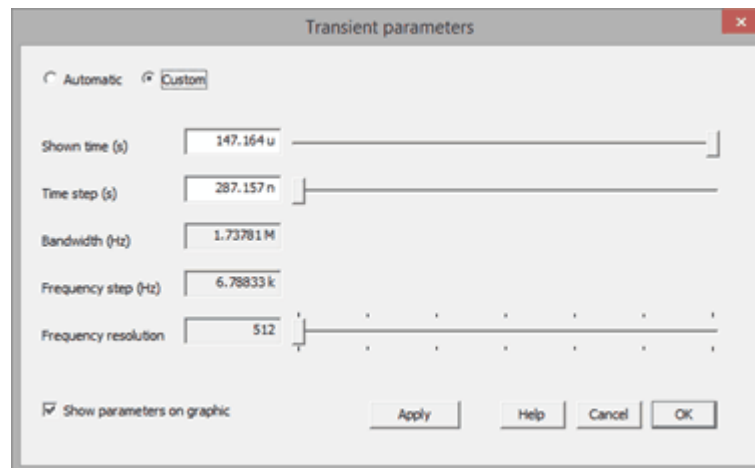 Transient parameters
Automatic Custom
Shown time (s) 147.164 u
Time step (s) 287.157 n
Bandwidth (Hz) 1.73781 M
Frequency step (Hz) 6.78833 k
Frequency resolution 512
Show parameters on graphic Apply Help Cancel OK